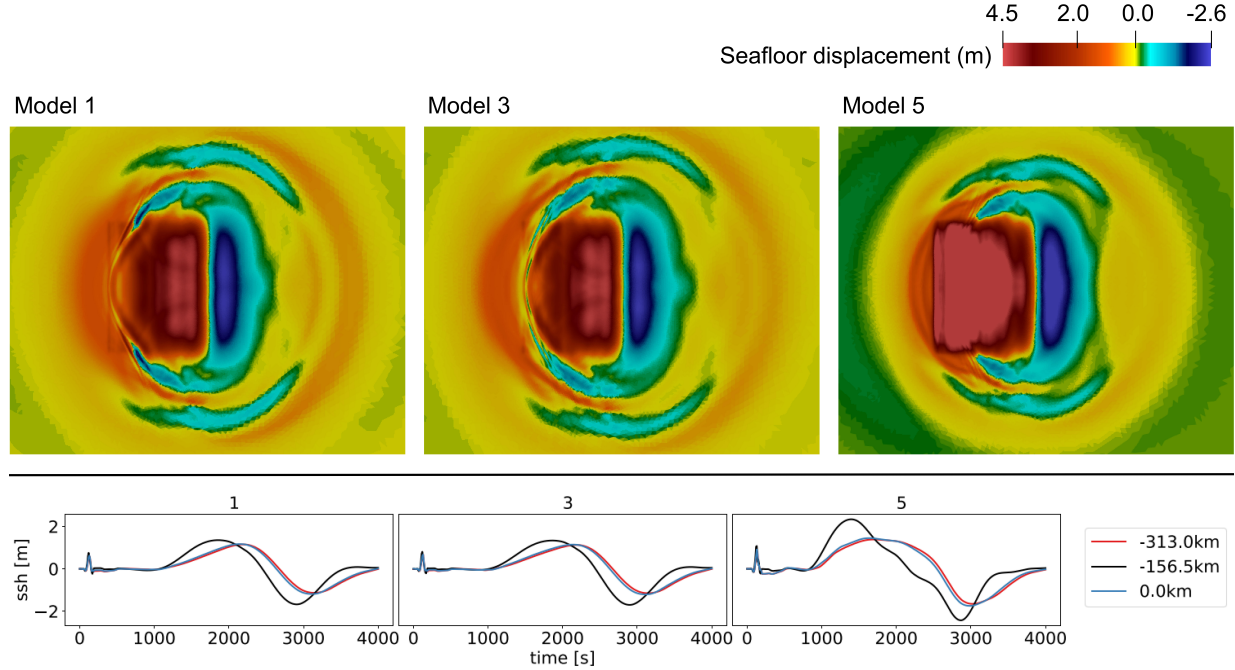 4.5 2.0 0.0 -2.6
Seafloor displacement (m)
Model 1 Model 3 Model 5
1 3 5
ssh [m]
2
0
−2
0 1000 2000 3000 4000 0 1000 2000 3000 4000 0 1000 2000 3000 4000
time [s]
-313.0km
-156.5km
0.0km